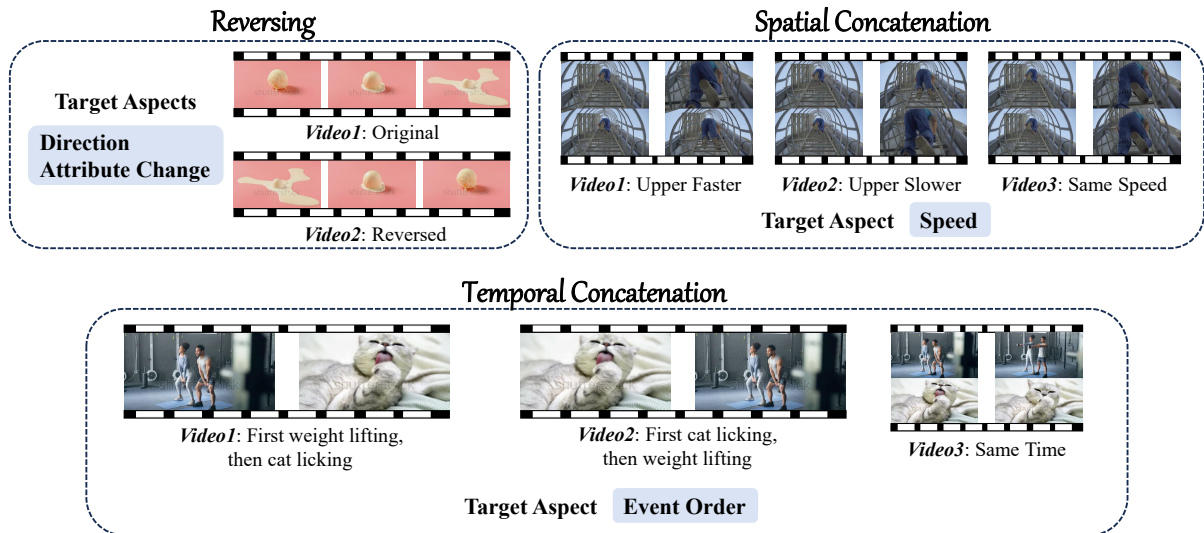 Reversing
Target Aspects
Direction
Attribute Change
Video1: Original
Video2: Reversed
Spatial Concatenation
Video1: Upper Faster
Video2: Upper Slower
Video3: Same Speed
Target Aspect Speed
Temporal Concatenation
Video1: First weight lifting,
then cat licking
Video2: First cat licking,
then weight lifting
Video3: Same Time
Target Aspect Event Order